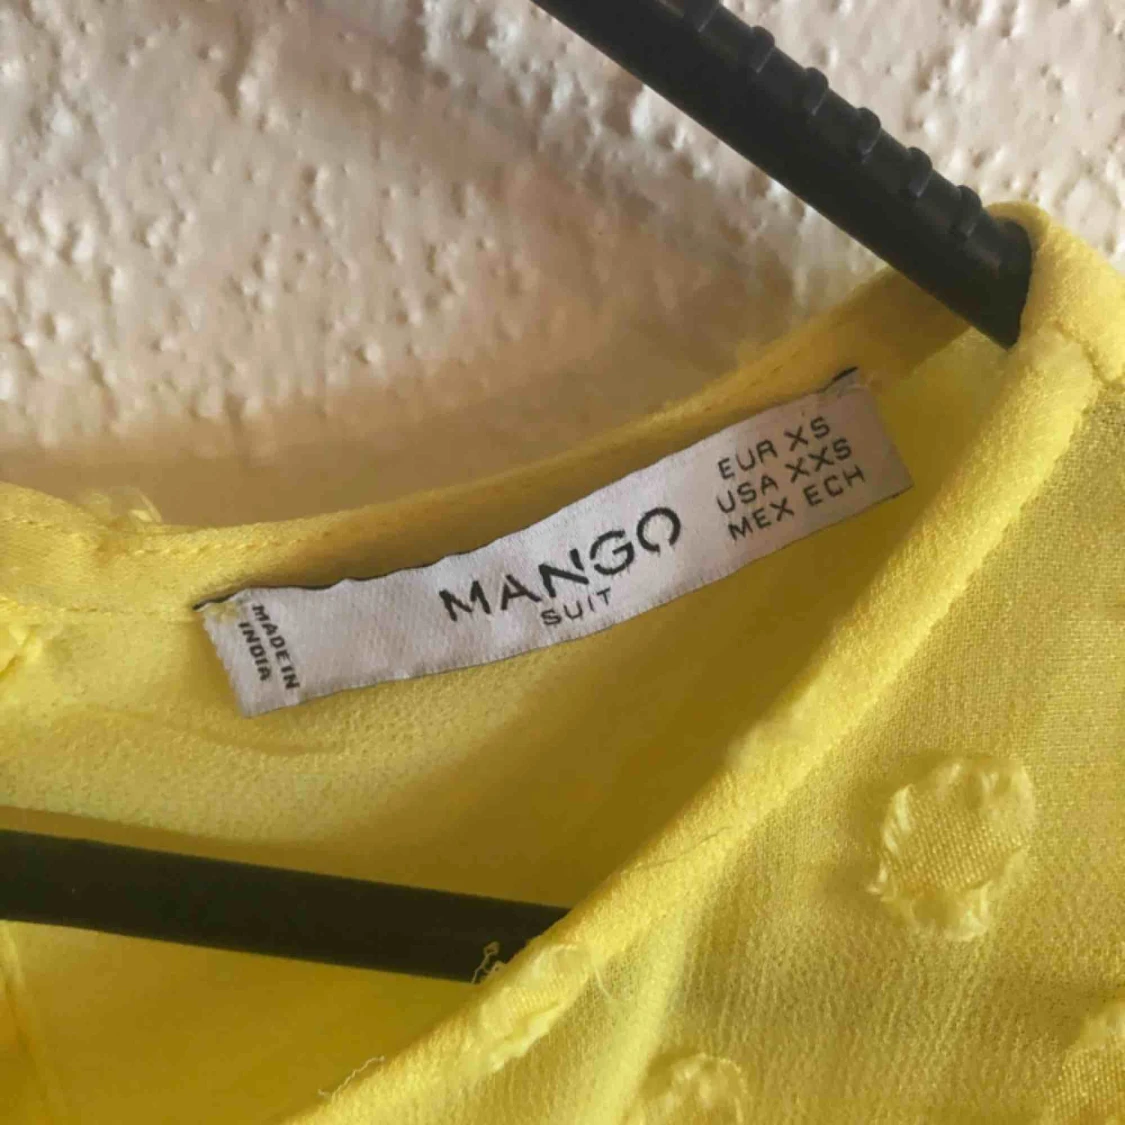 MADE IN
INDIA
MANGO
SUIT
EUR XS
USA XXS
MEX ECH